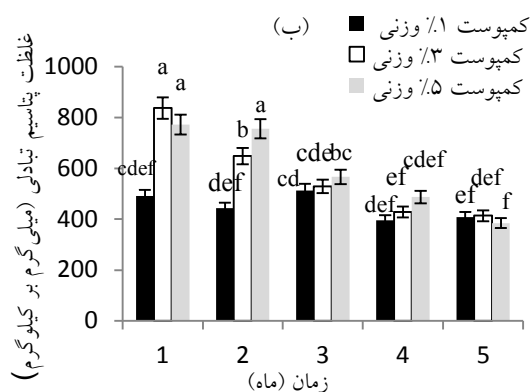 (ب)
کمپوست ۱٪ وزنی
کمپوست ۳٪ وزنی
کمپوست ۵٪ وزنی
غلظت پتاسیم تبادلی (میلی گرم بر کیلوگرم)
1000
800
600
400
200
0
cdef a a
def b a
cd cde bc
def ef cdef
ef def f
1 2 3 4 5
زمان (ماه)